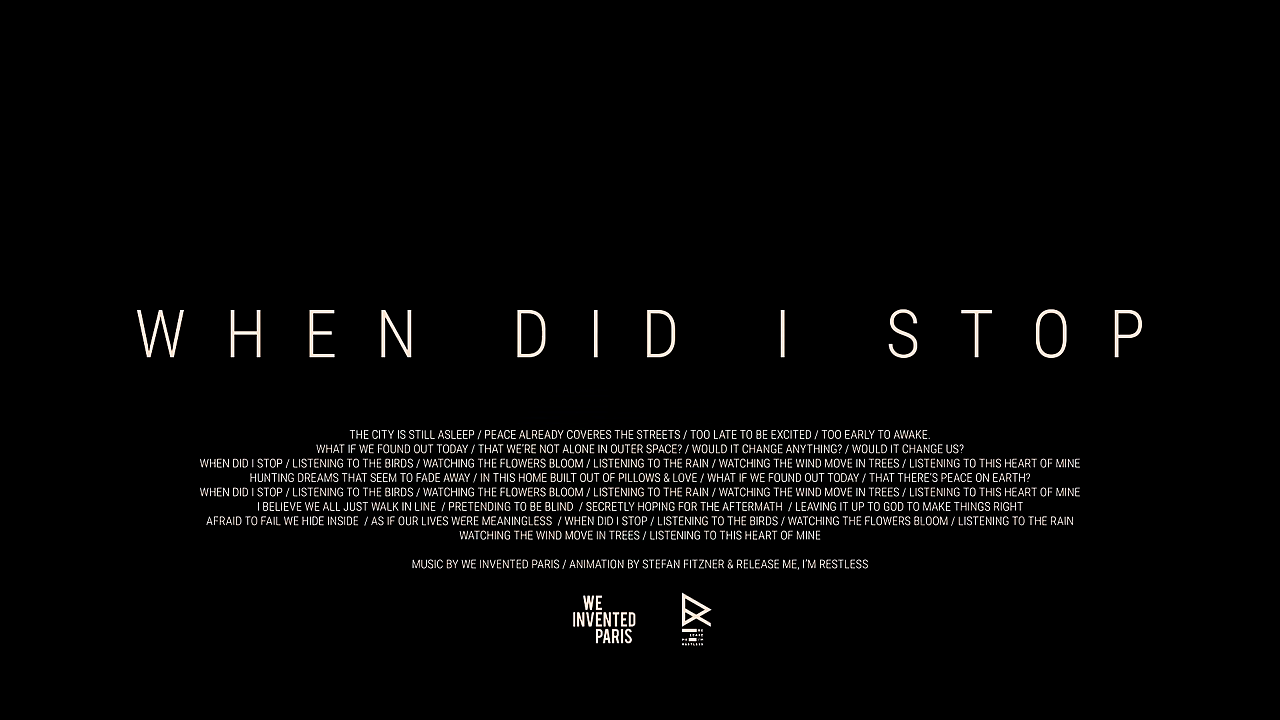 WHEN DID I STOP
THE CITY IS STILL ASLEEP / PEACE ALREADY COVERES THE STREETS / TOO LATE TO BE EXCITED / TOO EARLY TO AWAKE.
WHAT IF WE FOUND OUT TODAY / THAT WE'RE NOT ALONE IN OUTER SPACE? / WOULD IT CHANGE ANYTHING? / WOULD IT CHANGE US?
WHEN DID I STOP / LISTENING TO THE BIRDS / WATCHING THE FLOWERS BLOOM / LISTENING TO THE RAIN / WATCHING THE WIND MOVE IN TREES / LISTENING TO THIS HEART OF MINE
HUNTING DREAMS THAT SEEM TO FADE AWAY / IN THIS HOME BUILT OUT OF PILLOWS & LOVE / WHAT IF WE FOUND OUT TODAY / THAT THERE'S PEACE ON EARTH?
WHEN DID I STOP / LISTENING TO THE BIRDS / WATCHING THE FLOWERS BLOOM / LISTENING TO THE RAIN / WATCHING THE WIND MOVE IN TREES / LISTENING TO THIS HEART OF MINE
I BELIEVE WE ALL JUST WALK IN LINE / PRETENDING TO BE BLIND / SECRETLY HOPING FOR THE AFTERMATH / LEAVING IT UP TO GOD TO MAKE THINGS RIGHT
AFRAID TO FAIL WE HIDE INSIDE / AS IF OUR LIVES WERE MEANINGLESS / WHEN DID I STOP / LISTENING TO THE BIRDS / WATCHING THE FLOWERS BLOOM / LISTENING TO THE RAIN
WATCHING THE WIND MOVE IN TREES / LISTENING TO THIS HEART OF MINE
MUSIC BY WE INVENTED PARIS / ANIMATION BY STEFAN FITZNER & RELEASE ME, I'M RESTLESS
WE
INVENTED
PARIS